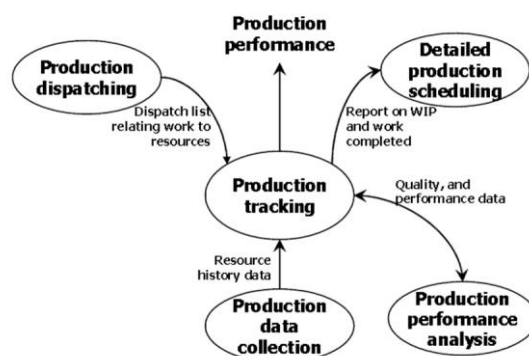 Production
performance
Detailed
production
scheduling
Production
dispatching
Dispatch list
relating work to
resources
Report on WIP
and work
completed
Production
tracking
Quality, and
performance data
Resource
history data
Production
data
collection
Production
performance
analysis